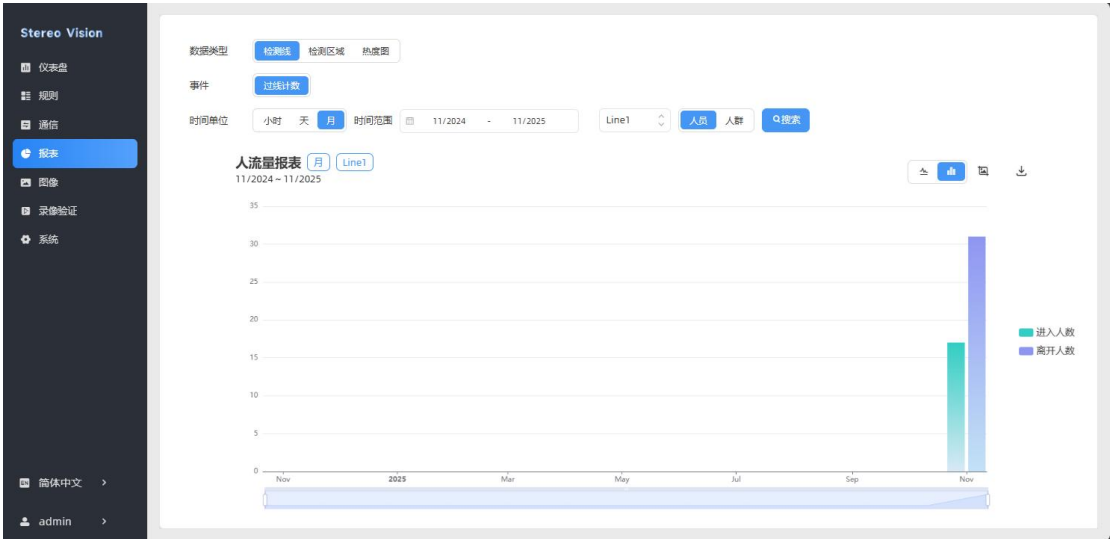 Stereo Vision
仪表盘
规则
通信
报表
图像
录像验证
系统
EN 简体中文 >
admin >
数据类型 检测线 检测区域 热度图
事件 过线计数
时间单位 小时 天 月 时间范围 11/2024 - 11/2025 Line1 人员 人群 搜索
人流量报表 月 Line1
11/2024 ~ 11/2025
35
30
25
20
15
10
5
0
Nov 2025 Mar May Jul Sep Nov
进入人数
离开人数